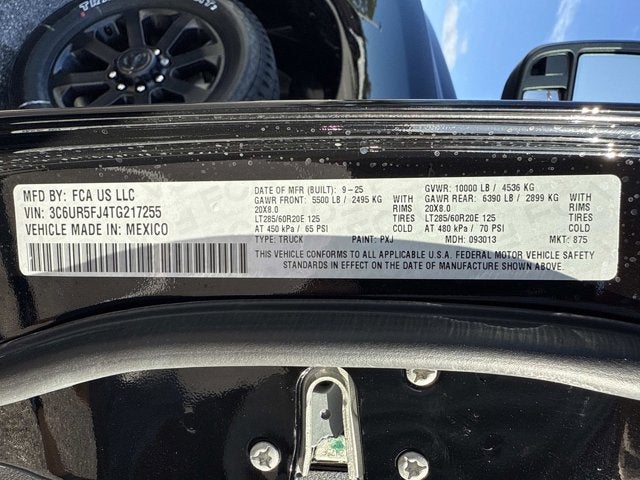 MFD BY: FCA US LLC
VIN: 3C6UR5FJ4TG217255
VEHICLE MADE IN: MEXICO
DATE OF MFR (BUILT): 9-25
GAWR FRONT: 5500 LB / 2495 KG
20X8.0
LT285/60R20E 125
AT 450 kPa / 65 PSI
TIRES
COLD
GVWR: 10000 LB / 4536 KG
GAWR REAR: 6390 LB / 2899 KG
20X8.0
LT285/60R20E 125
AT 480 kPa / 70 PSI
TIRES
COLD
TYPE: TRUCK PAINT: PXJ MDH: 093013 MKT: 875
THIS VEHICLE CONFORMS TO ALL APPLICABLE U.S.A. FEDERAL MOTOR VEHICLE SAFETY
STANDARDS IN EFFECT ON THE DATE OF MANUFACTURE SHOWN ABOVE.